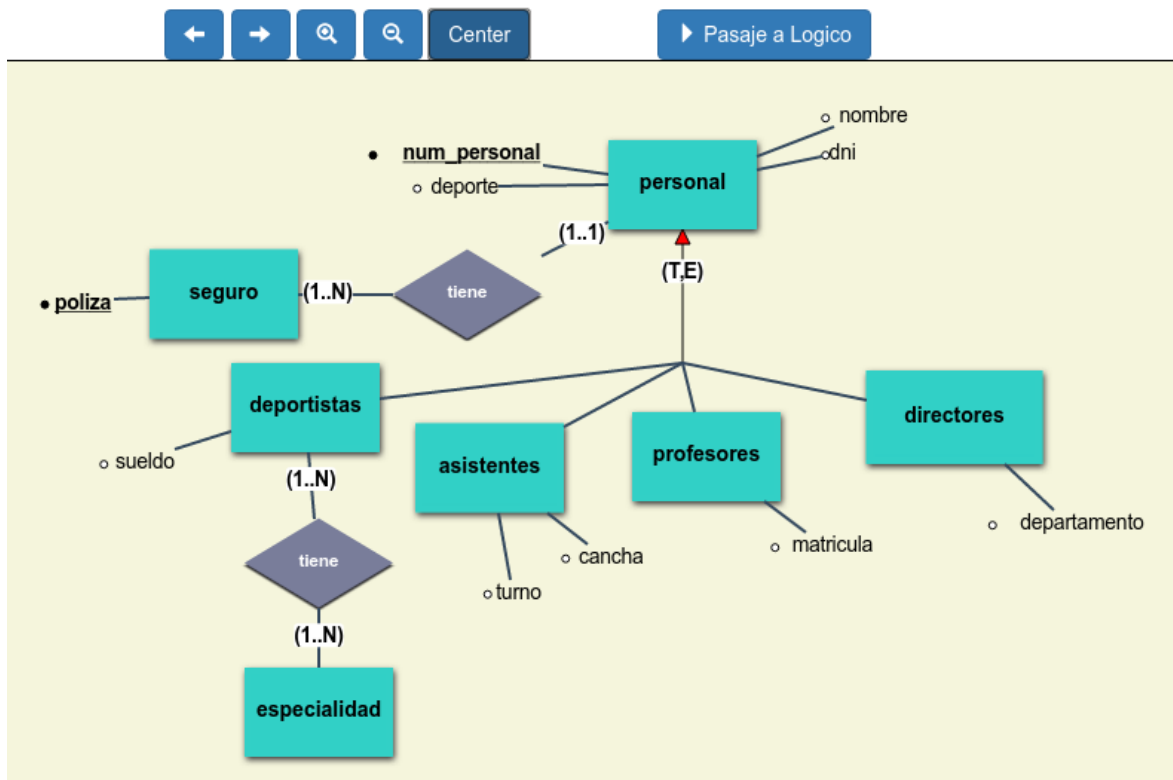 Center
Pasaje a Logico
nombre
num_personal
dni
personal
deporte
(1..1)
(T,E)
seguro
(1..N)
tiene
poliza
deportistas
directores
profesores
asistentes
sueldo
(1..N)
departamento
matricula
cancha
tiene
turno
(1..N)
especialidad